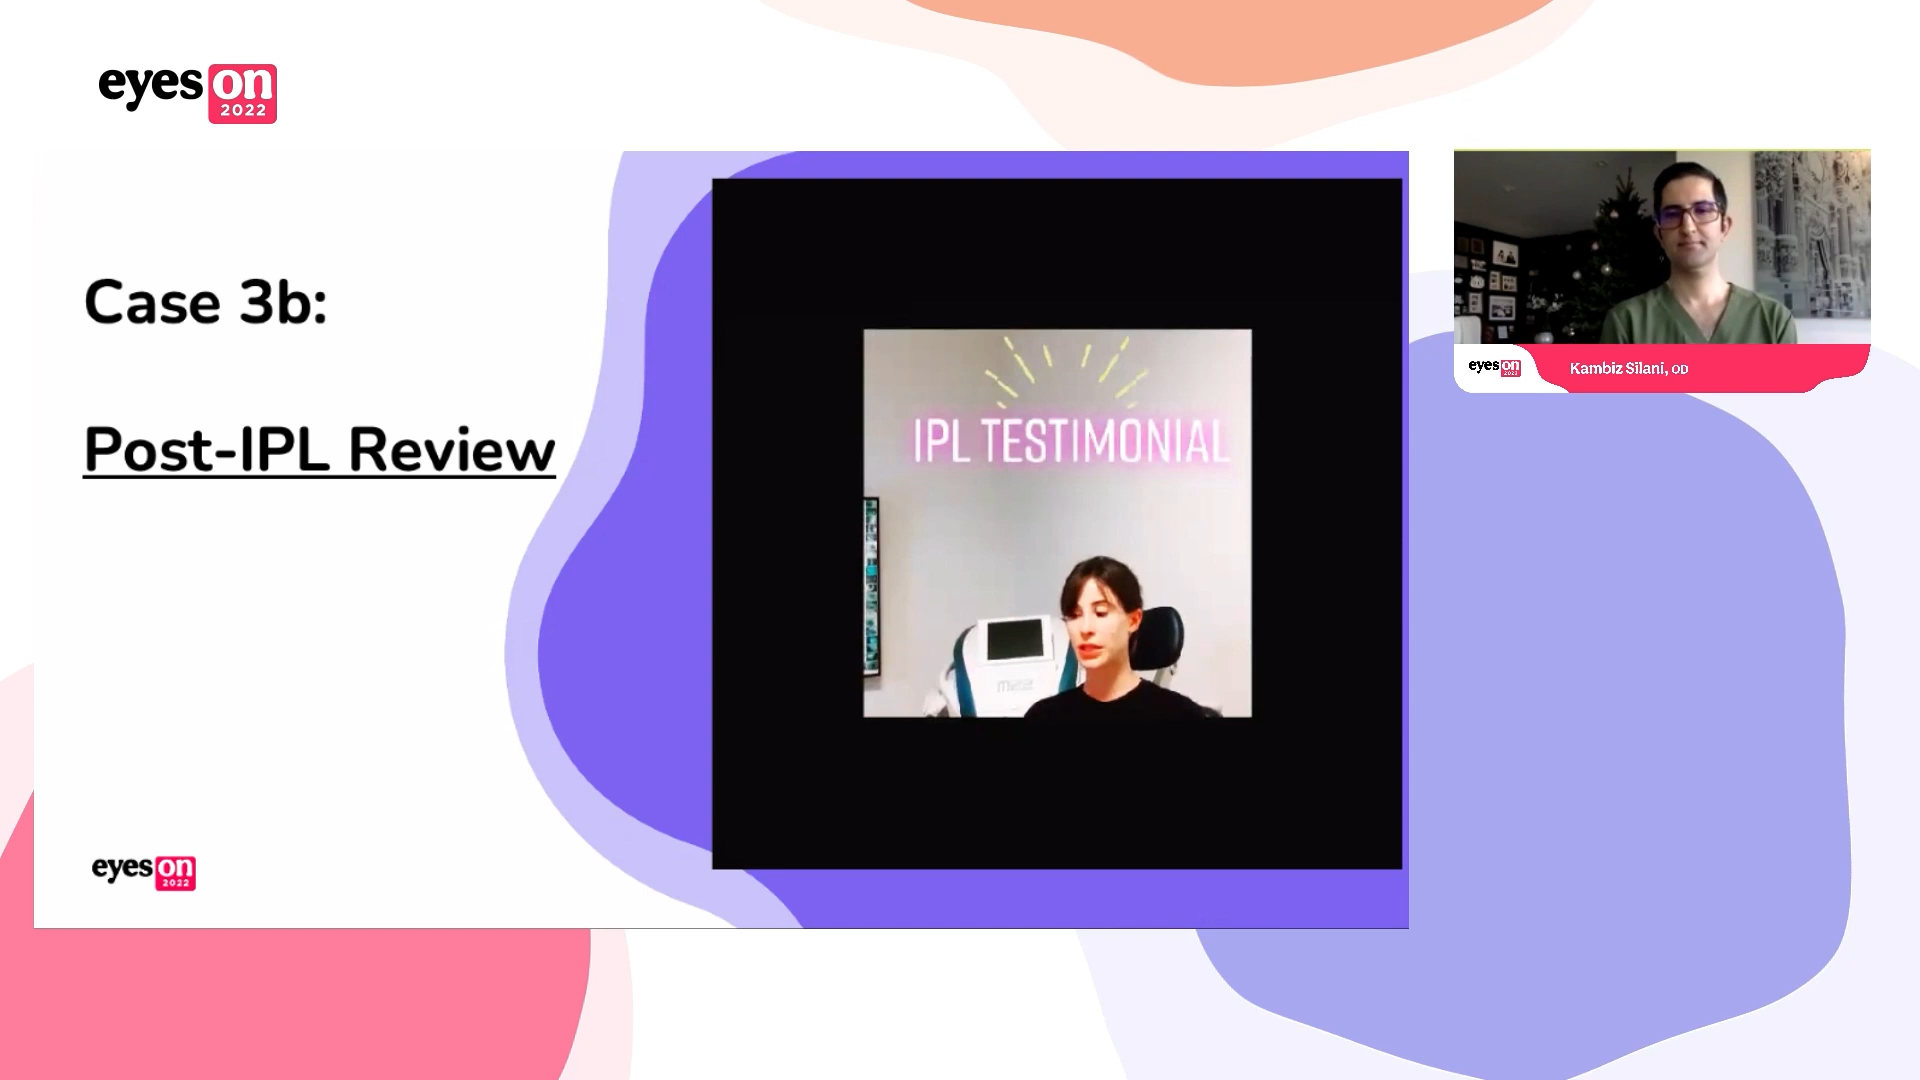 eyes on
2022
Case 3b:
Post-IPL Review
IPL TESTIMONIAL
M22
eyes on
2022
eyes on
2022
Kambiz Silani, OD